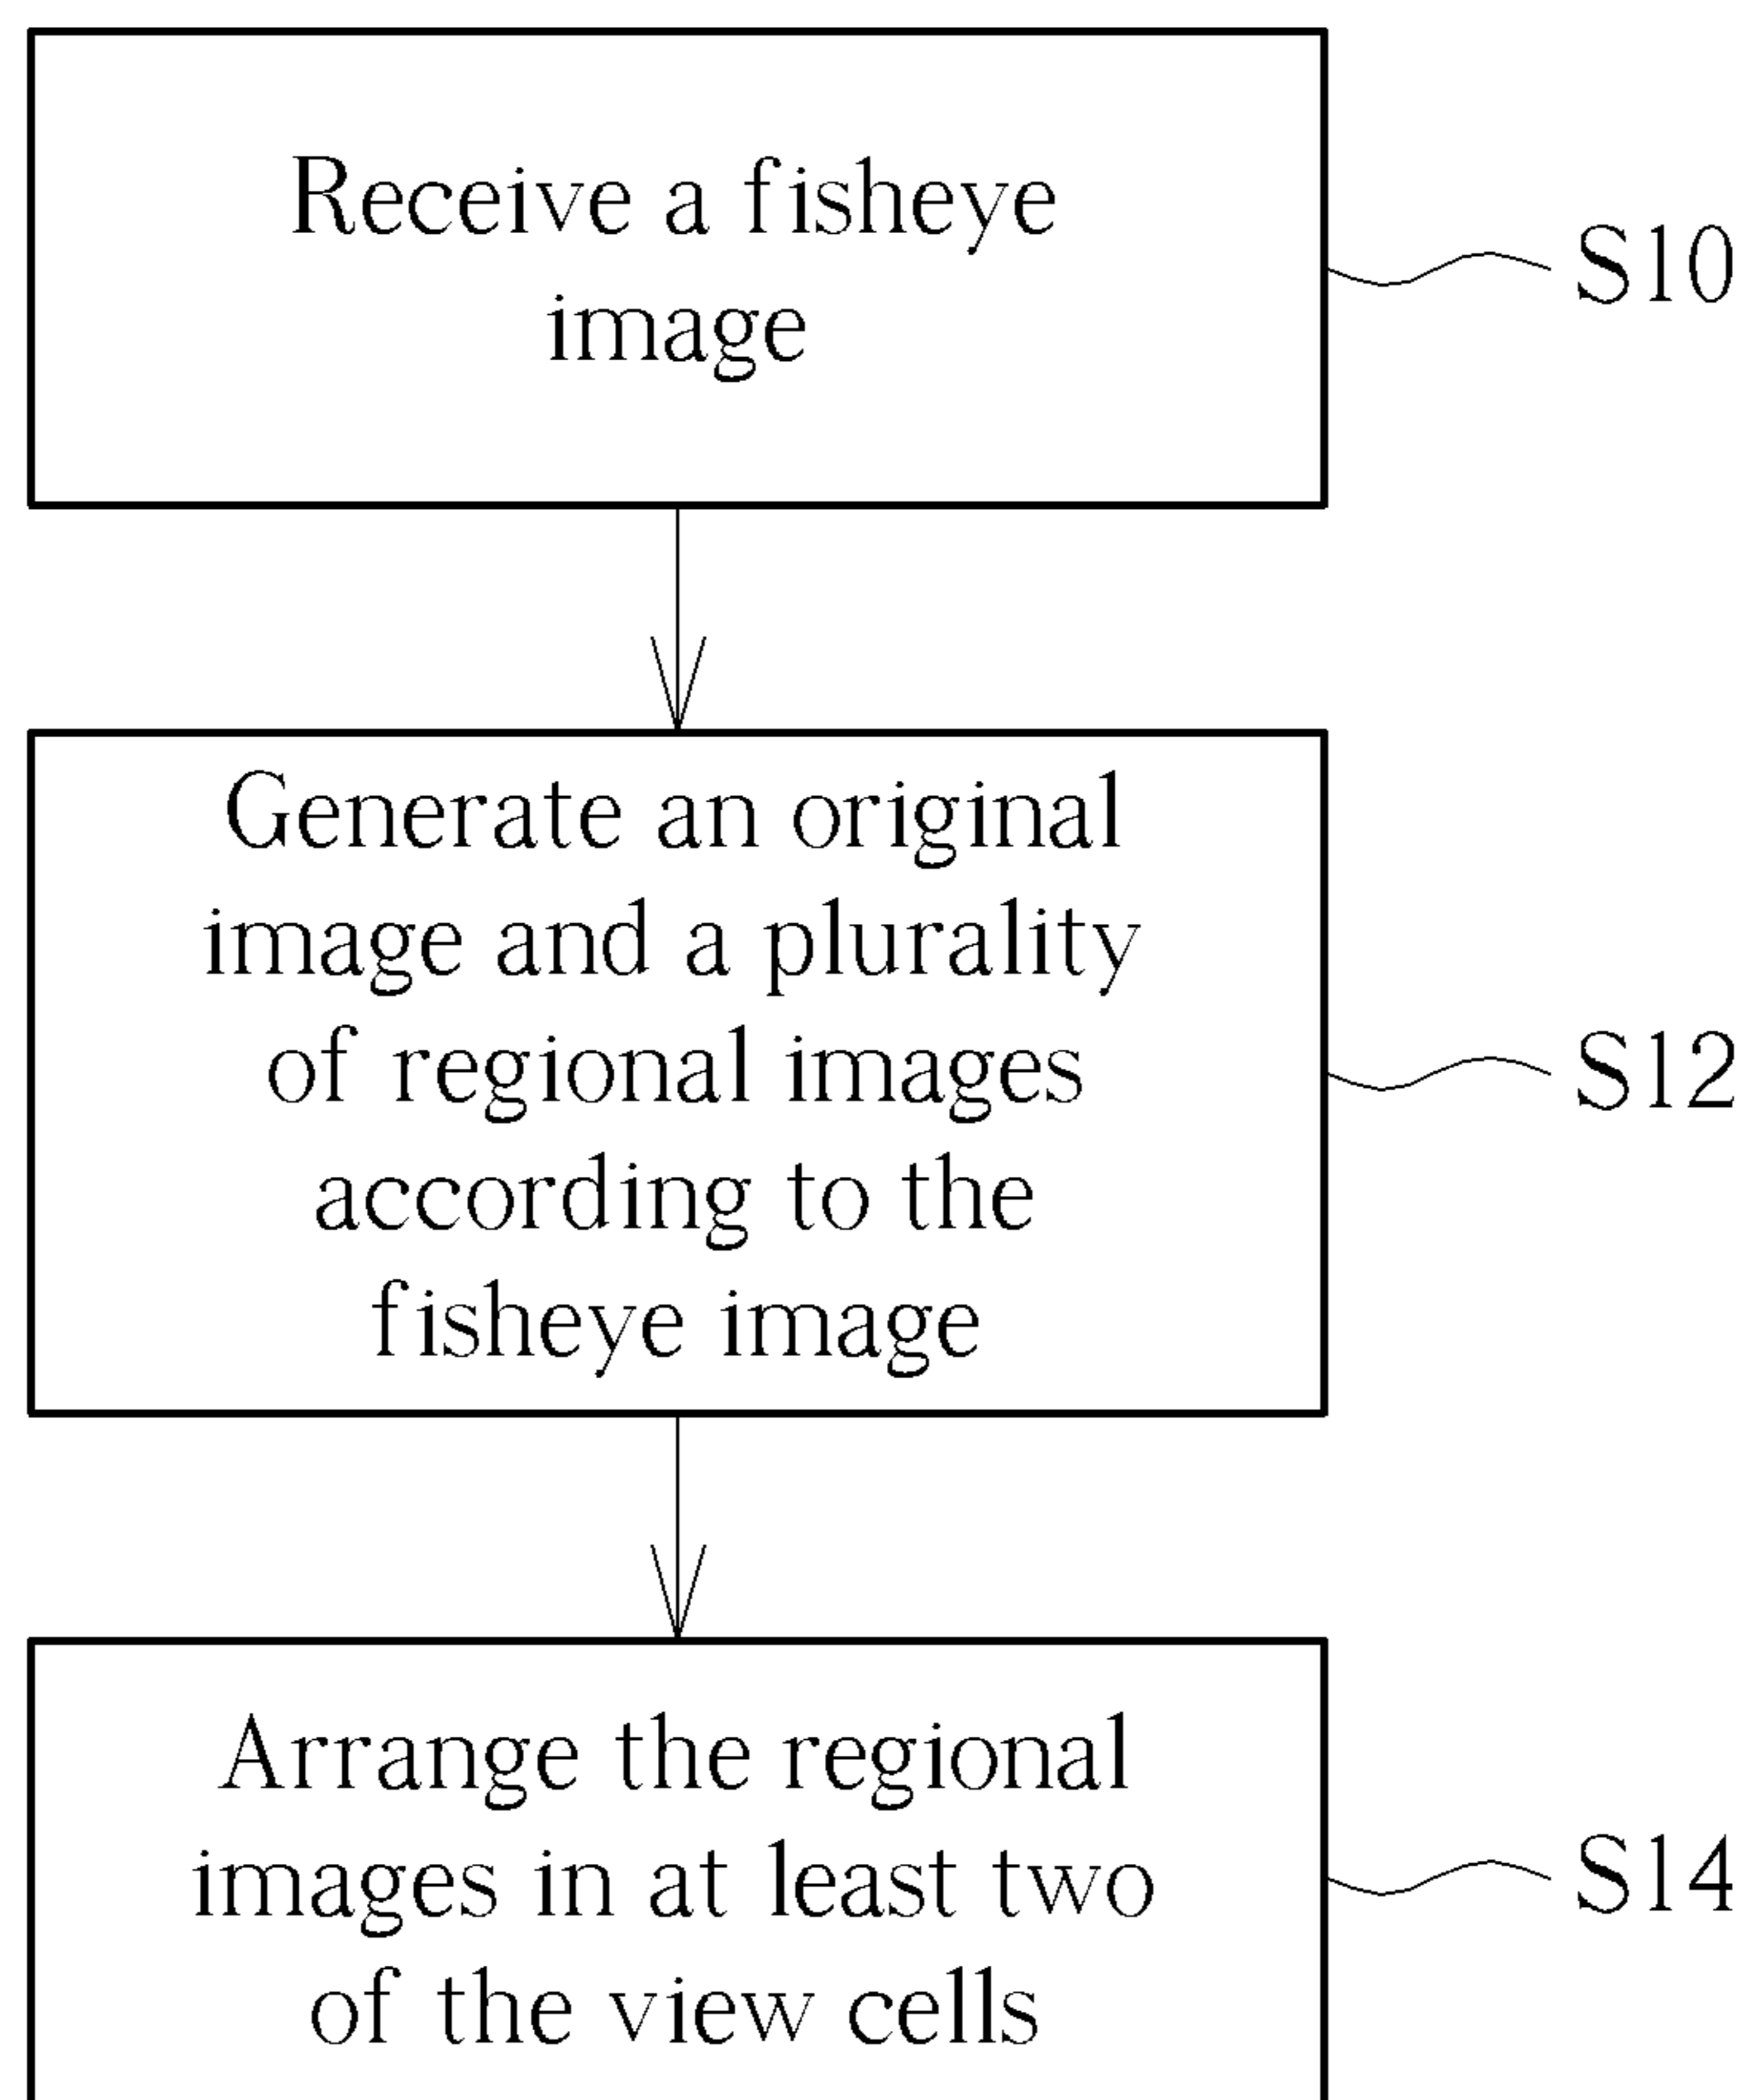 Receive a fisheye
image
S10
Generate an original
image and a plurality
of regional images
according to the
fisheye image
S12
Arrange the regional
images in at least two
of the view cells
S14